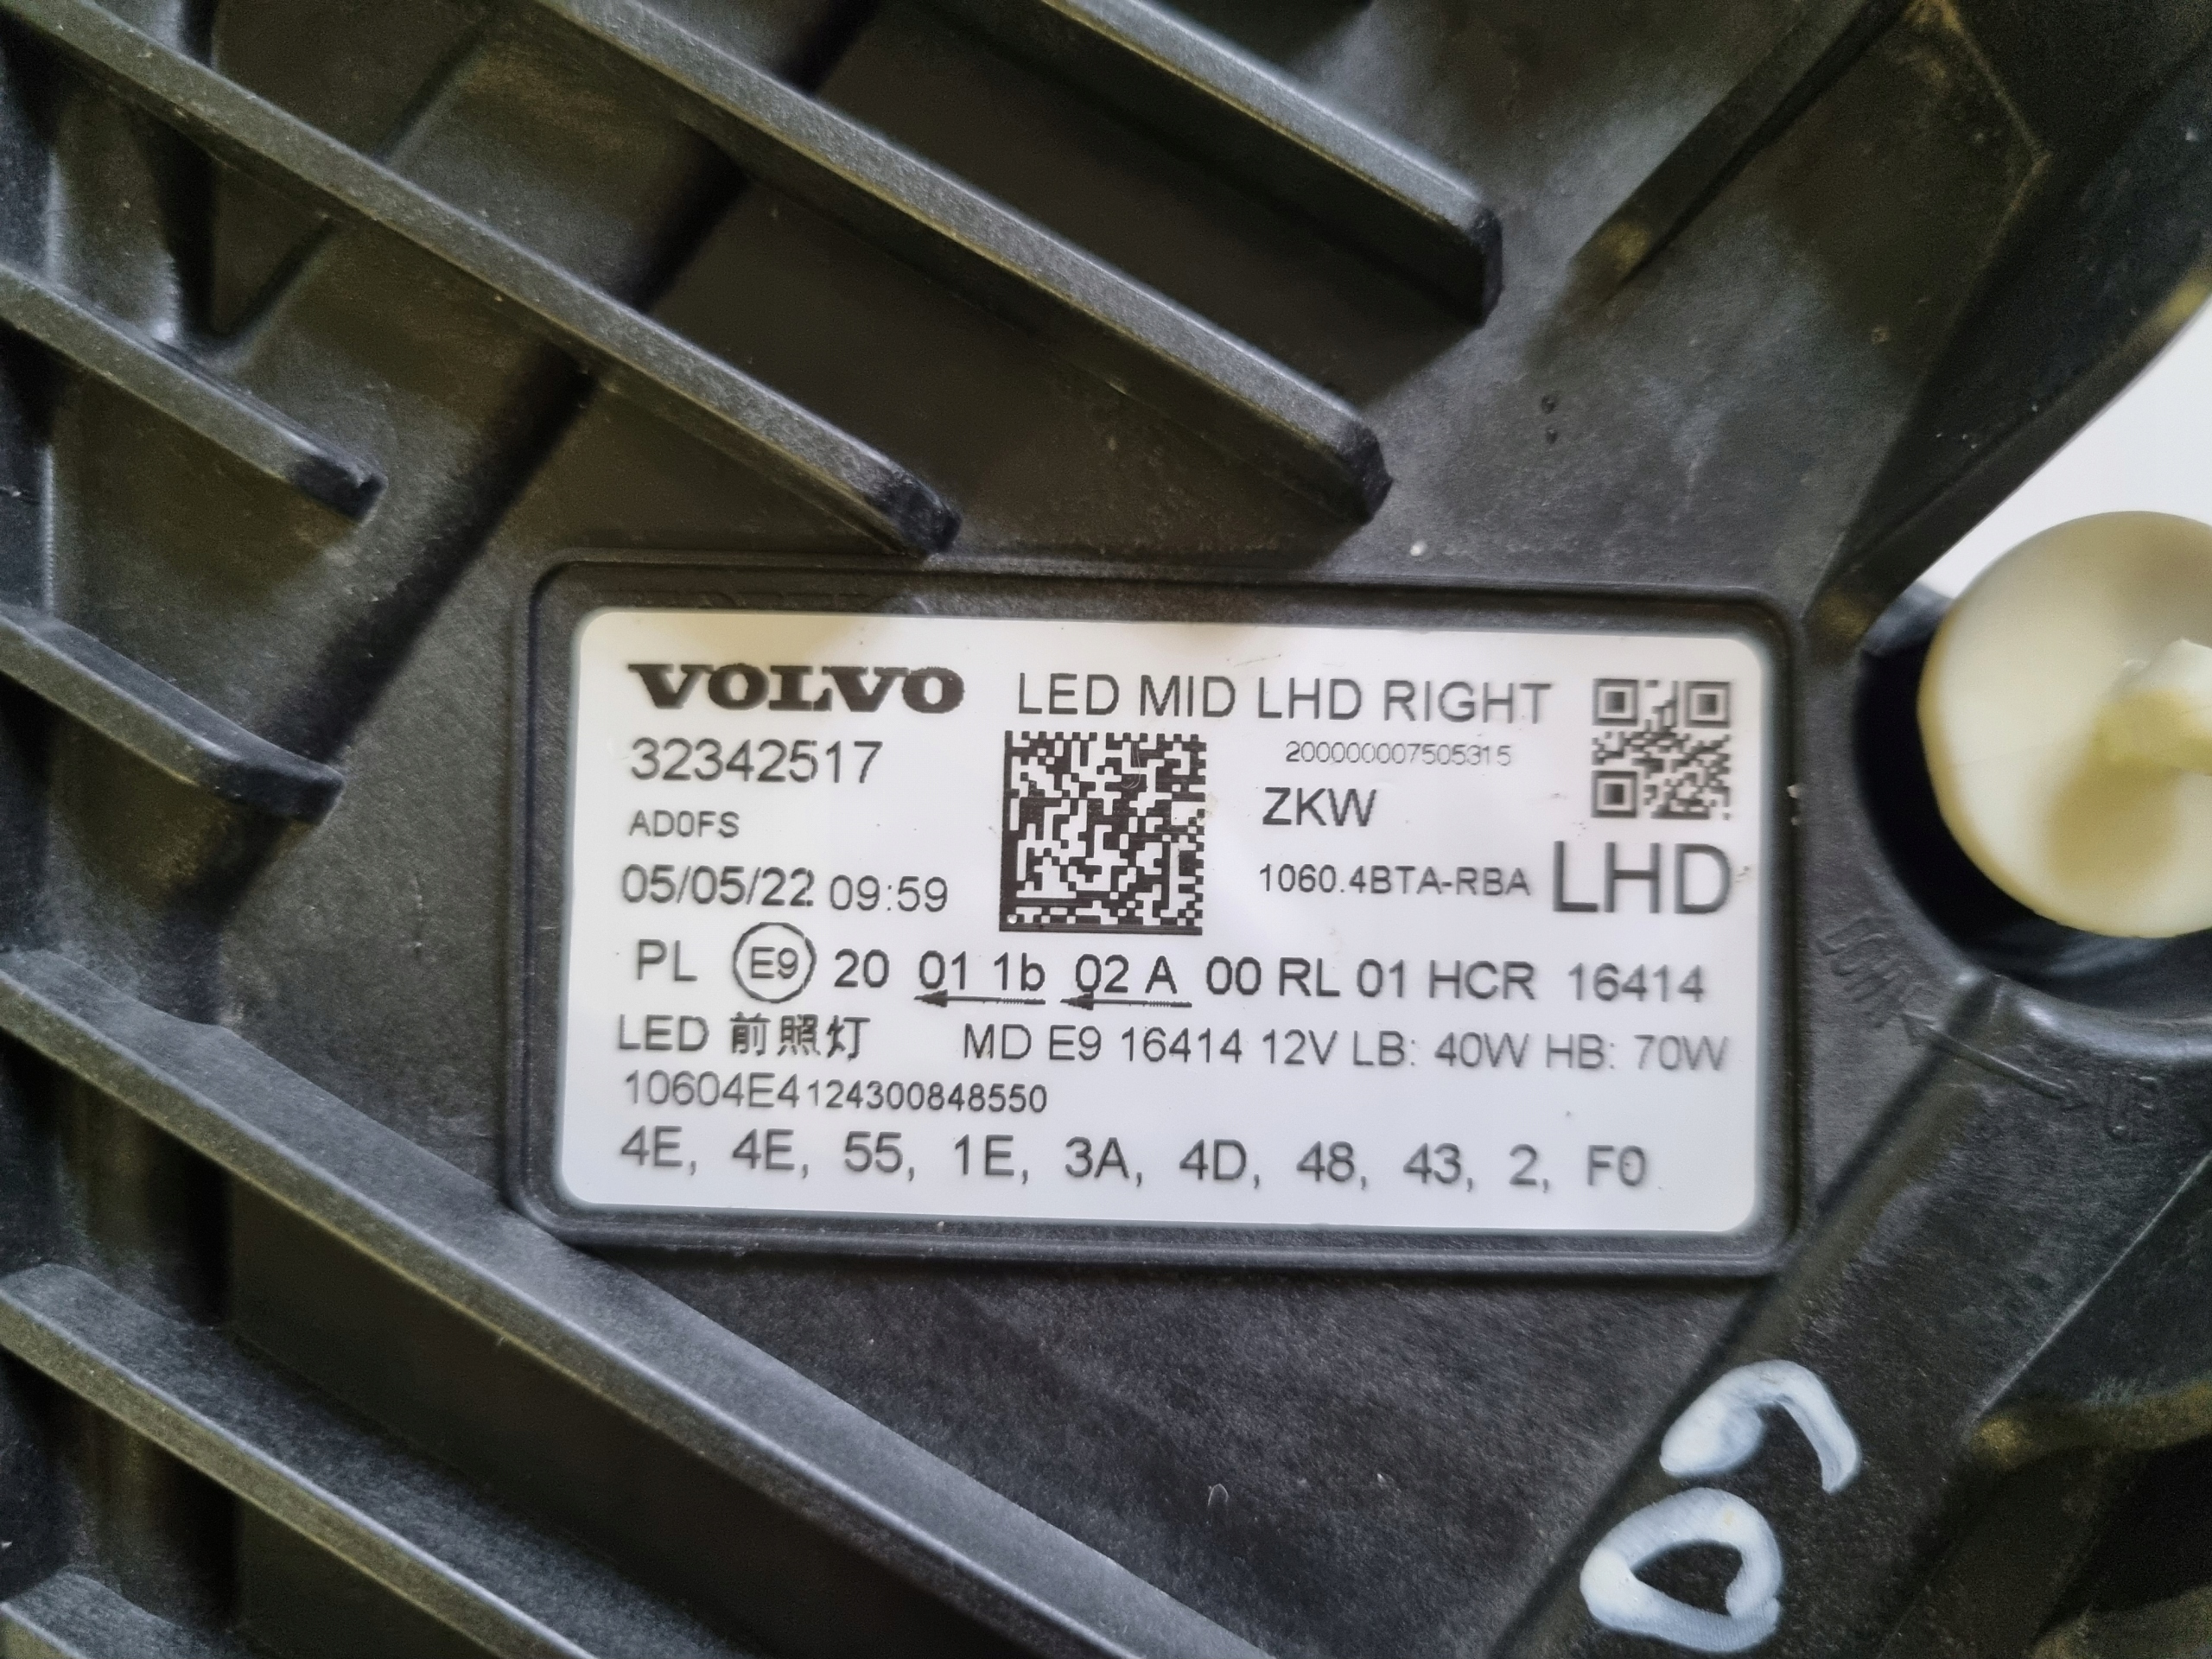 VOLVO LED MID LHD RIGHT
32342517
200000007505315
AD0FS
ZKW
05/05/22 09:59
1060.4BTA-RBA LHD
PL E9 20 01 1b 02 A 00 RL 01 HCR 16414
LED 前照灯 MD E9 16414 12V LB: 40W HB: 70W
10604E4124300848550
4E, 4E, 55, 1E, 3A, 4D, 48, 43, 2, F0